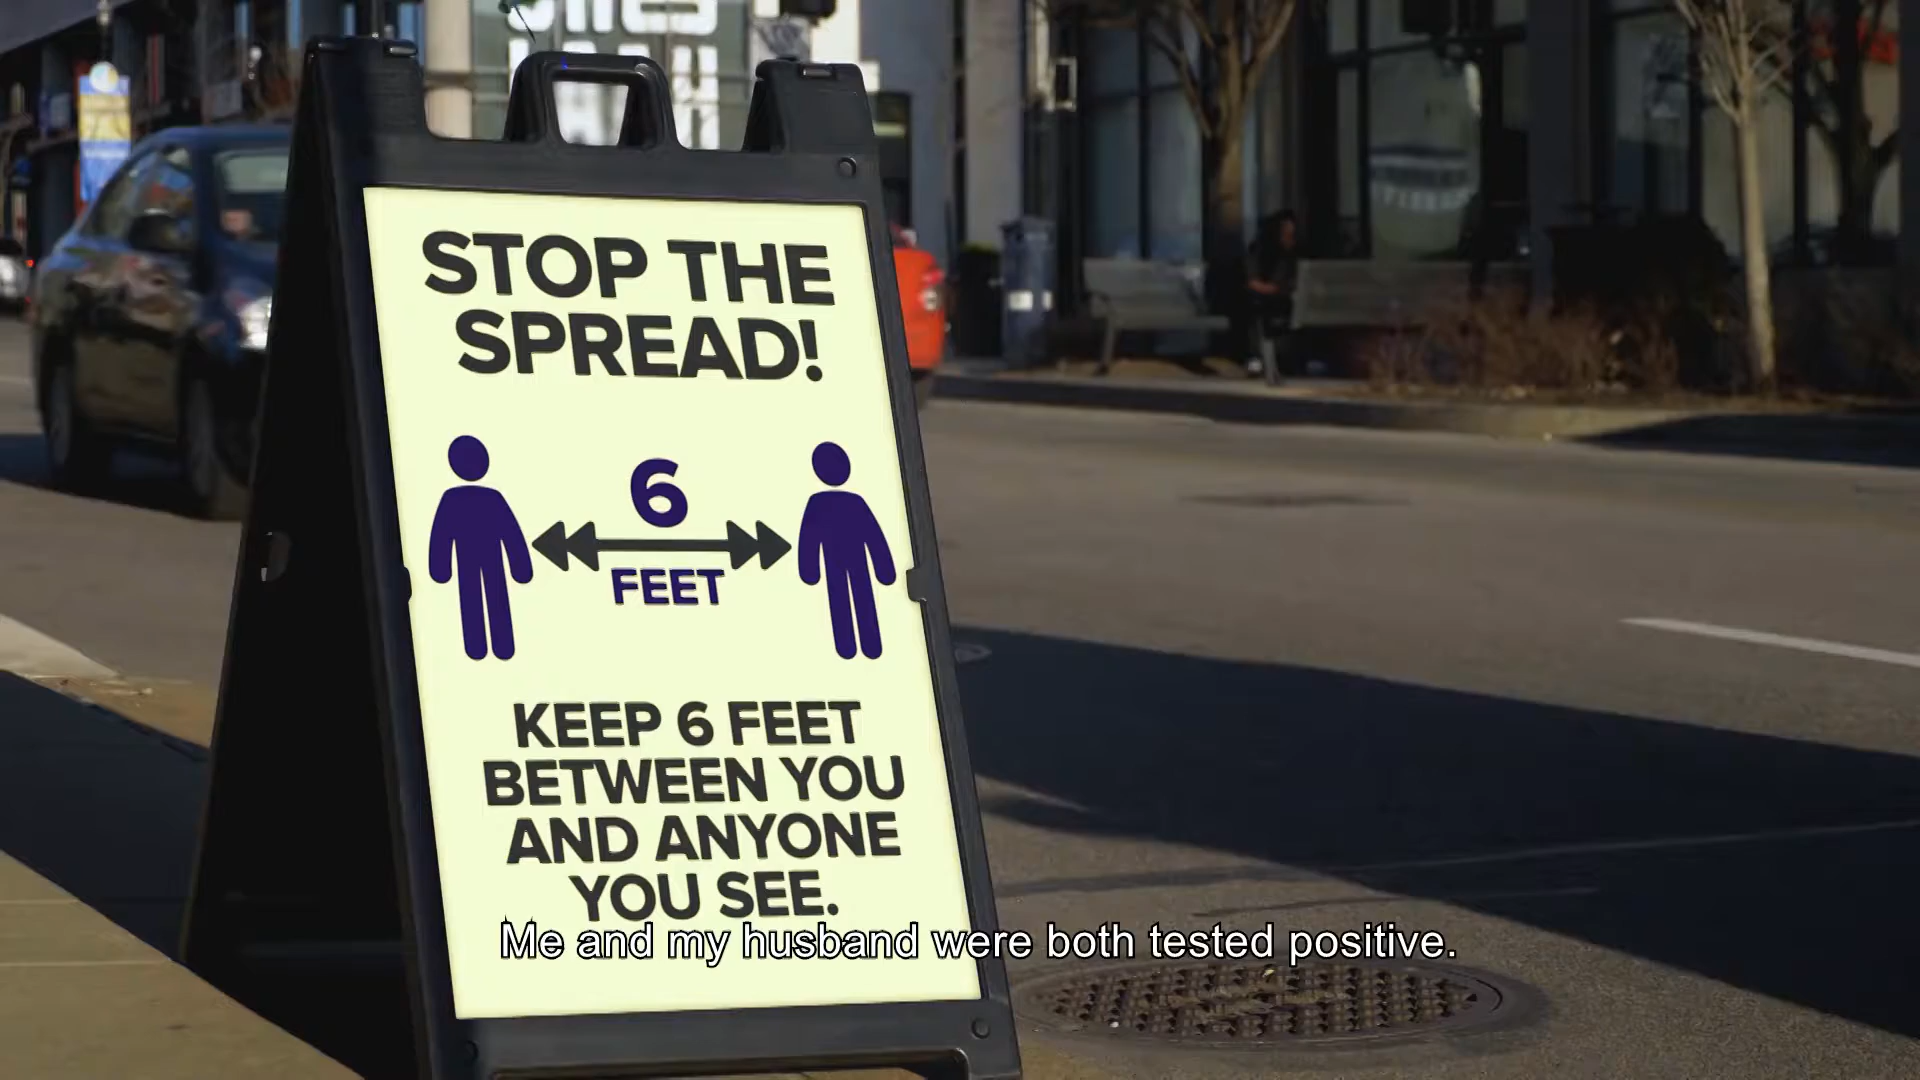 STOP THE
SPREAD!
6
FEET
KEEP 6 FEET
BETWEEN YOU
AND ANYONE
YOU SEE.
Me and my husband were both tested positive.